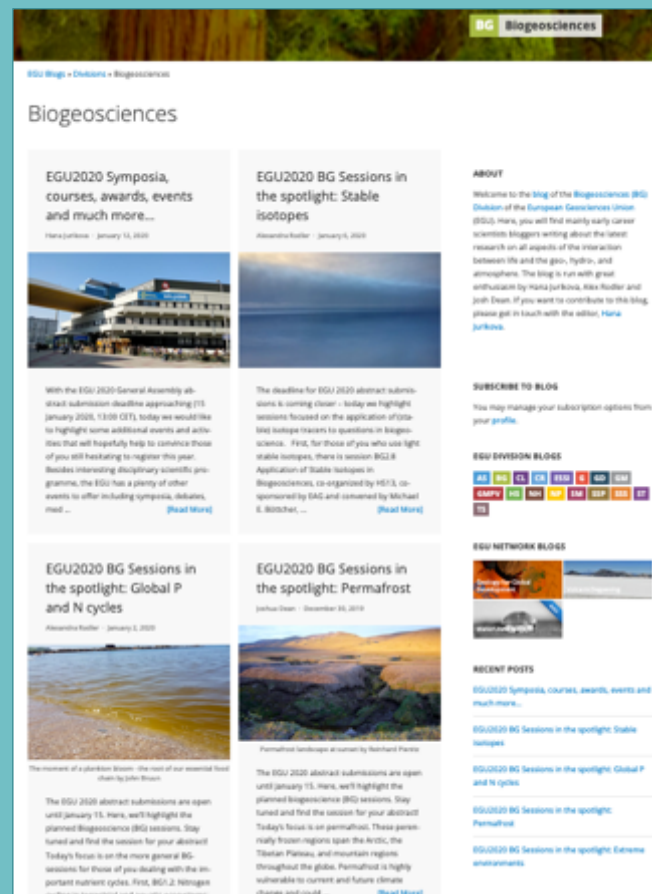 BG Biogeosciences
EGU Blogs » Divisions » Biogeosciences
Biogeosciences
EGU2020 Symposia,
courses, awards, events
and much more...
Hana Jurikova - January 12, 2020
With the EGU 2020 General Assembly ab-
stract submission deadline approaching (15
January 2020, 13:00 CET), today we would like
to highlight some additional events and activ-
ities that will hopefully help to convince those
of you still hesitating to register this year.
Besides interesting disciplinary scientific pro-
gramme, the EGU has a plenty of other
events to offer including symposia, debates,
med ... [Read More]
EGU2020 BG Sessions in
the spotlight: Stable
isotopes
Alexandra Rodler - January 6, 2020
The deadline for EGU 2020 abstract submis-
sions is coming closer – today we highlight
sessions focused on the application of (sta-
ble) isotope tracers to questions in biogeo-
science. First, for those of you who use light
stable isotopes, there is session BG2.8
Application of Stable Isotopes in
Biogeosciences, co-organized by HS13, co-
sponsored by EAG and convened by Michael
E. Böttcher, ... [Read More]
EGU2020 BG Sessions in
the spotlight: Global P
and N cycles
Alexandra Rodler - January 2, 2020
The moment of a plankton bloom - the root of our essential food
chain by John Bruun
The EGU 2020 abstract submissions are open
until January 15. Here, we'll highlight the
planned Biogeoscience (BG) sessions. Stay
tuned and find the session for your abstract!
Today's focus is on the more general BG-
sessions for those of you dealing with the im-
portant nutrient cycles. First, BG1.2: Nitrogen
EGU2020 BG Sessions in
the spotlight: Permafrost
Joshua Dean - December 30, 2019
Permafrost landscape at sunset by Reinhard
The EGU 2020 abstract submissions are open
until January 15. Here, we'll highlight the
planned biogeoscience (BG) sessions. Stay
tuned and find the session for your abstract!
Today's focus is on permafrost. These peren-
nially frozen regions span the Arctic, the
Tibetan Plateau, and mountain regions
throughout the globe. Permafrost is highly
vulnerable to current and future climate
change and could ... [Read More]
ABOUT
Welcome to the blog of the Biogeosciences (BG)
Division of the European Geosciences Union
(EGU). Here, you will find mainly early career
scientists bloggers writing about the latest
research on all aspects of the interaction
between life and the geo-, hydro-, and
atmosphere. The blog is run with great
enthusiasm by Hana Jurikova, Alex Rodler and
Josh Dean. If you want to contribute to this blog,
please get in touch with the editor, Hana
Jurikova.
SUBSCRIBE TO BLOG
You may manage your subscription options from
your profile.
EGU DIVISION BLOGS
AS BG CL CR ESSI G GD GM
GMPV HS NH NP SM SSP SSS ST
TS
EGU NETWORK BLOGS
Geology for Global
Development
RECENT POSTS
EGU2020 Symposia, courses, awards, events and
much more...
EGU2020 BG Sessions in the spotlight: Stable
isotopes
EGU2020 BG Sessions in the spotlight: Global P
and N cycles
EGU2020 BG Sessions in the spotlight:
Permafrost
EGU2020 BG Sessions in the spotlight: Extreme
environments